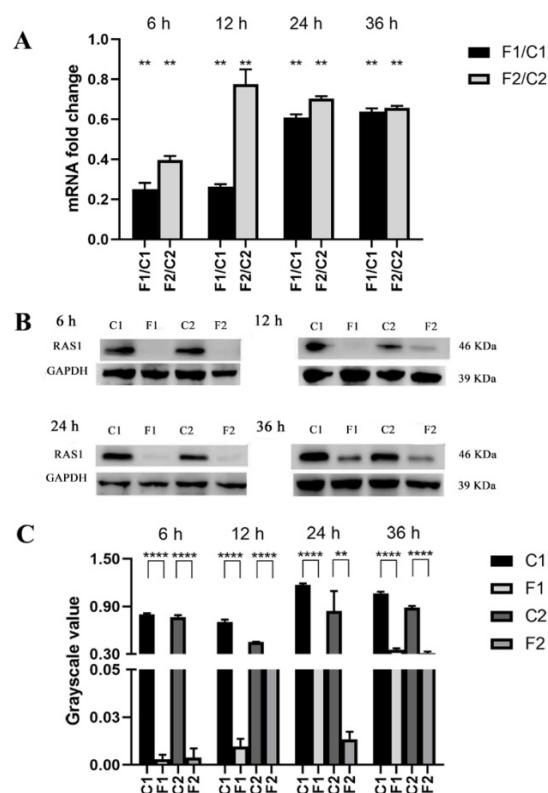 A
6 h 12 h 24 h 36 h
mRNA fold change
1.0
0.8
0.6
0.4
0.2
0.0
** ** ** ** ** ** ** **
F1/C1 F2/C2 F1/C1 F2/C2 F1/C1 F2/C2 F1/C1 F2/C2
F1/C1
F2/C2
B
6 h C1 F1 C2 F2 12 h C1 F1 C2 F2
RAS1 46 KDa
GAPDH 39 KDa
24 h C1 F1 C2 F2 36 h C1 F1 C2 F2
RAS1 46 KDa
GAPDH 39 KDa
C
6 h 12 h 24 h 36 h
**** **** **** **** **** ** **** ****
Grayscale value
1.50
0.90
0.30
0.05
0.03
0.00
C1 F1 C2 F2 C1 F1 C2 F2 C1 F1 C2 F2 C1 F1 C2 F2
C1
F1
C2
F2